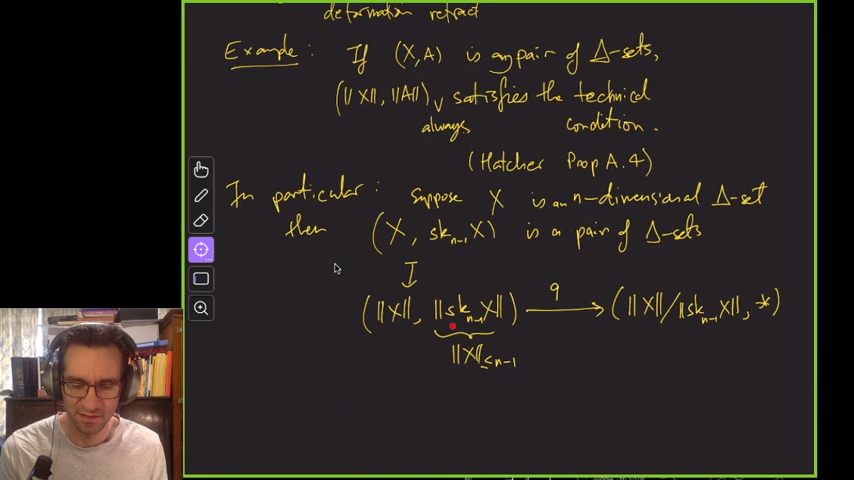 deformation retract
Example: If (X,A) is any pair of Δ-sets,
(||X||, ||A||) always satisfies the technical
condition.
(Hatcher Prop A.4)
In particular: suppose X is an n-dimensional Δ-set
then (X, sk_{n-1}X) is a pair of Δ-sets
(||X||, ||sk_{n-1}X||) q→ (||X||/||sk_{n-1}X||, *)
||X||_{≤n-1}